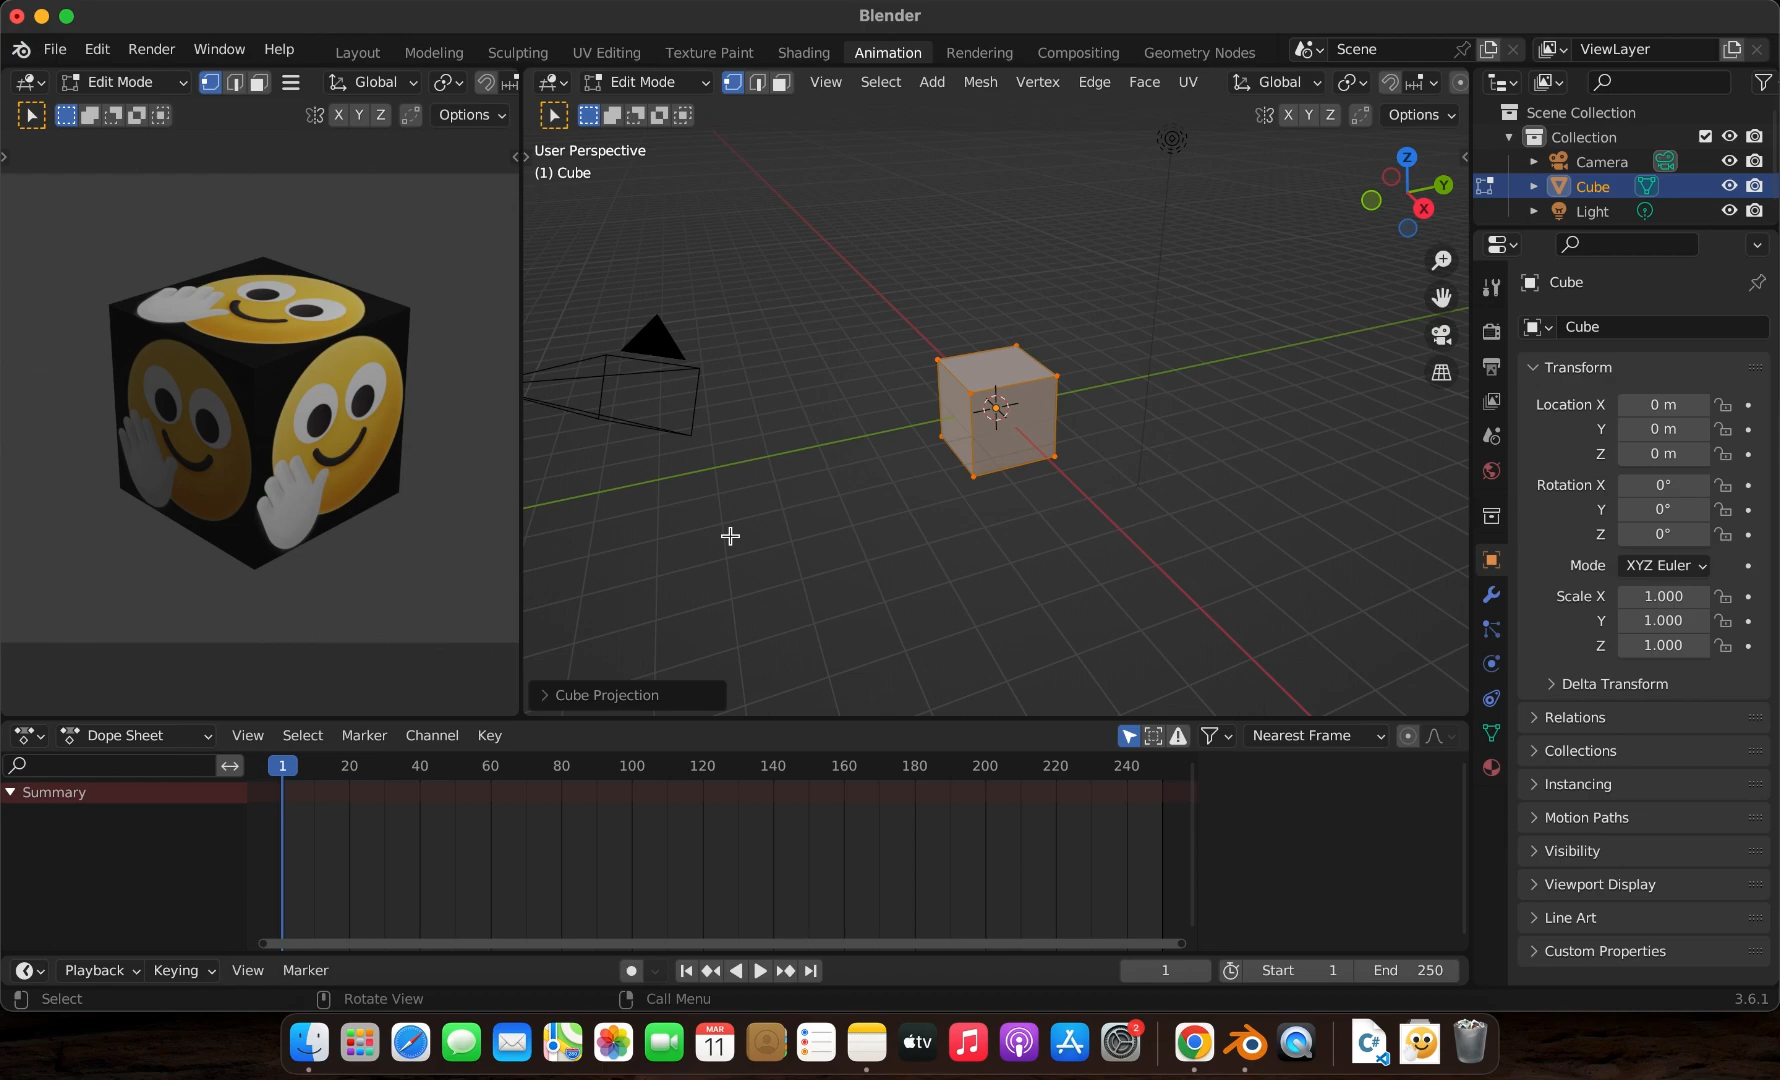 Blender
File Edit Render Window Help
Layout Modeling Sculpting UV Editing Texture Paint Shading Animation Rendering Compositing Geometry Nodes
Scene
ViewLayer
Edit Mode
Global
Edit Mode
View Select Add Mesh Vertex Edge Face UV
Global
X Y Z
Options
X Y Z
Options
User Perspective
(1) Cube
Z
Y
X
Cube Projection
Scene Collection
Collection
Camera
Cube
Light
Cube
Cube
Transform
Location X 0 m
Y 0 m
Z 0 m
Rotation X 0°
Y 0°
Z 0°
Mode XYZ Euler
Scale X 1.000
Y 1.000
Z 1.000
Delta Transform
Relations
Collections
Instancing
Motion Paths
Visibility
Viewport Display
Line Art
Custom Properties
Dope Sheet View Select Marker Channel Key
Nearest Frame
1 20 40 60 80 100 120 140 160 180 200 220 240
Summary
Playback Keying View Marker
1
Start 1
End 250
Select
Rotate View
Call Menu
3.6.1
MAR
11
tv
2
C#